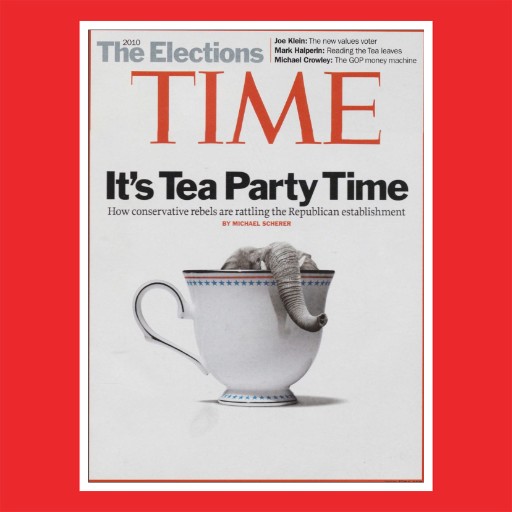 2010
The Elections
Joe Klein: The new values voter
Mark Halperin: Reading the Tea leaves
Michael Crowley: The GOP money machine
TIME
It's Tea Party Time
How conservative rebels are rattling the Republican establishment
BY MICHAEL SCHERER